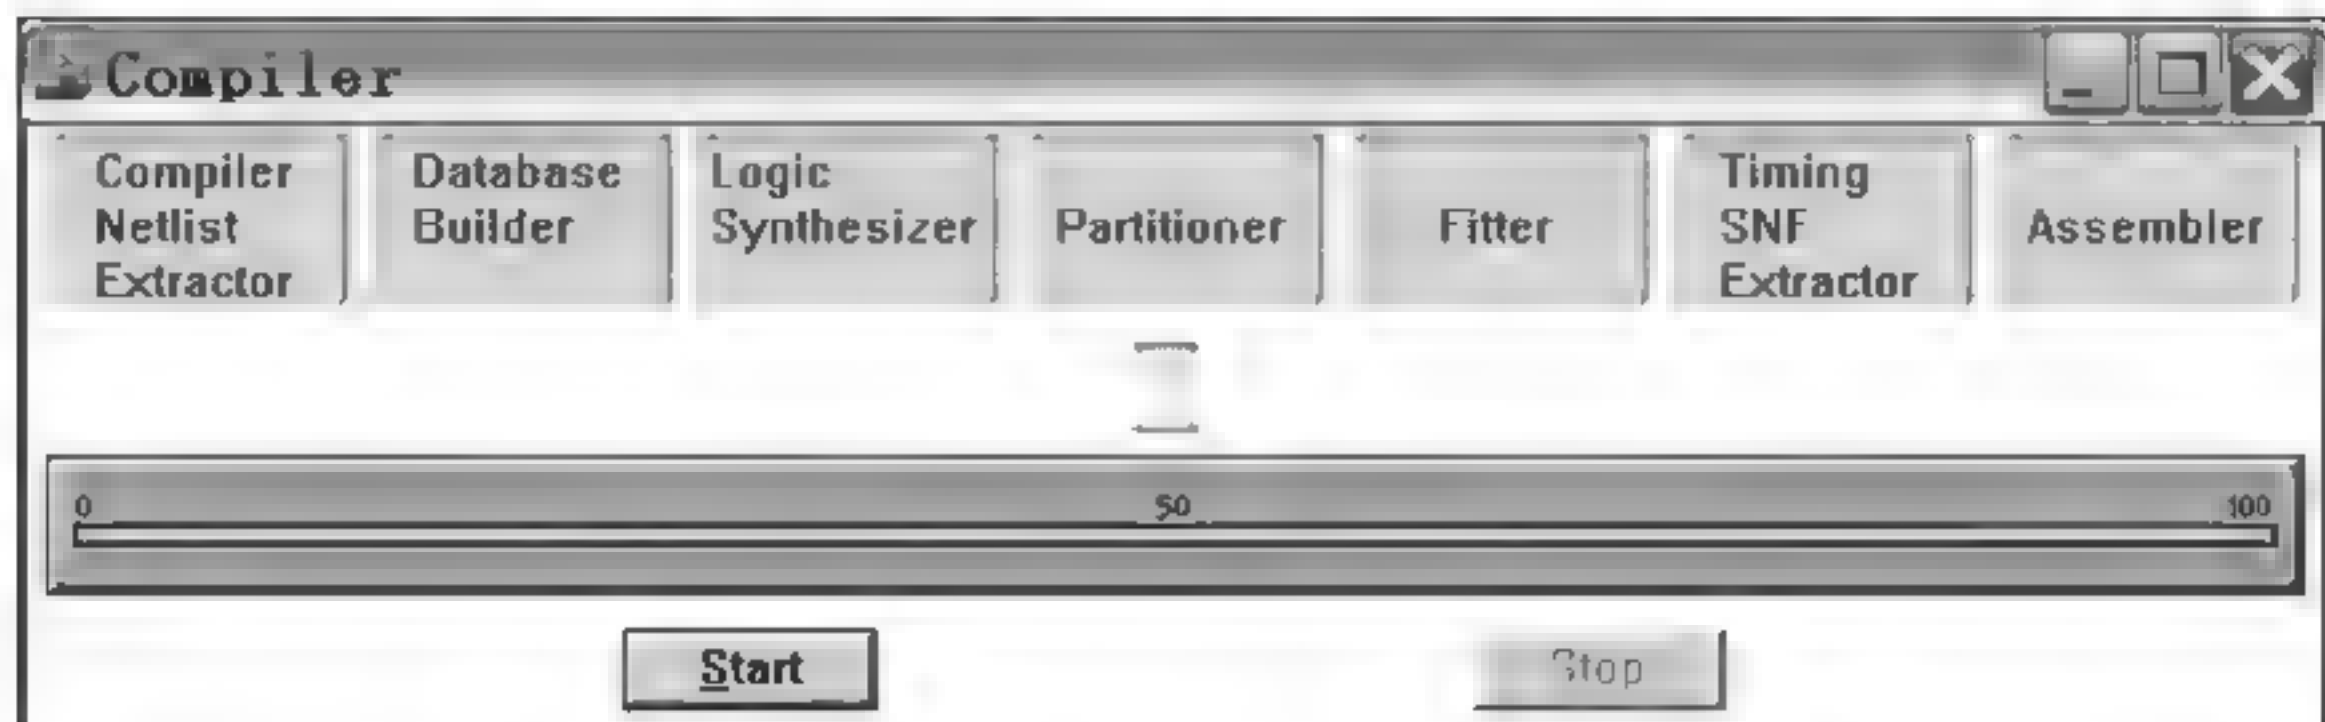 Compiler
Compiler
Netlist
Extractor
Database
Builder
Logic
Synthesizer
Partitioner
Fitter
Timing
SNF
Extractor
Assembler
0 50 100
Start Stop